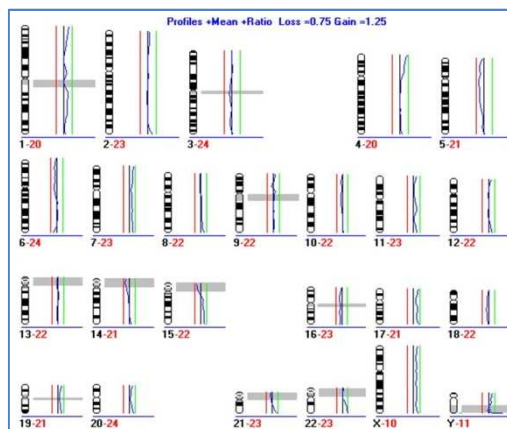 Profiles +Mean +Ratio Loss =0.75 Gain =1.25
1-20 2-23 3-24 4-20 5-21
6-24 7-23 8-22 9-22 10-22 11-23 12-22
13-22 14-21 15-22 16-23 17-21 18-22
19-21 20-24 21-23 22-23 X-10 Y-11